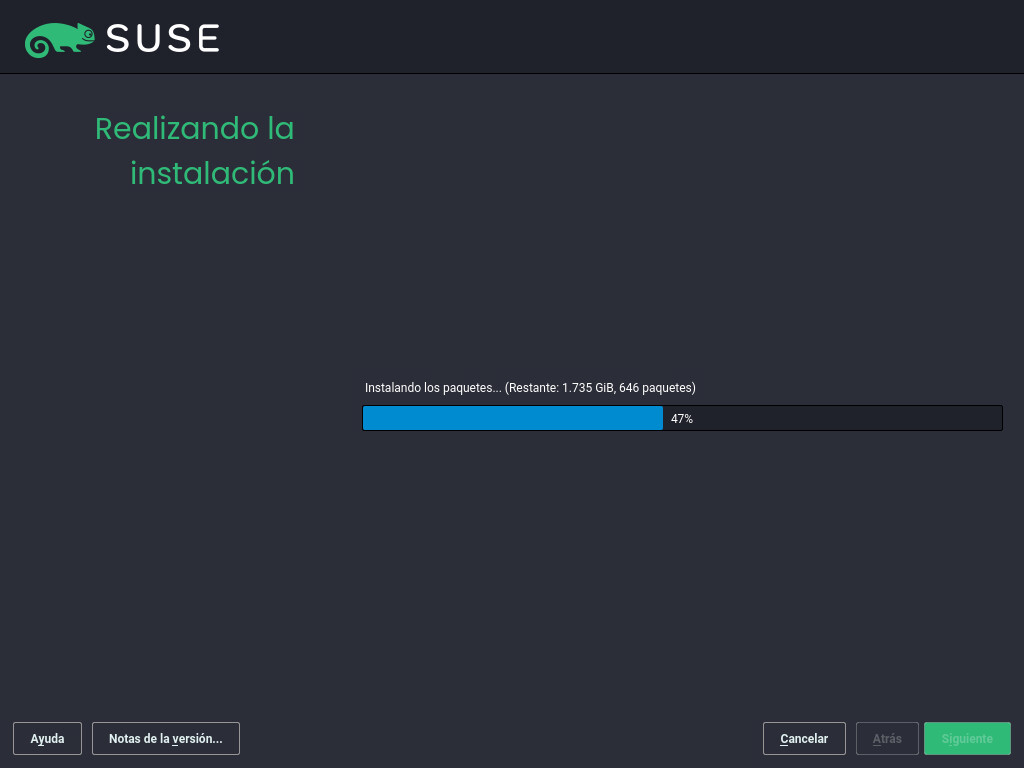 SUSE
Realizando la
instalación
Instalando los paquetes... (Restante: 1.735 GiB, 646 paquetes)
47%
Ayuda
Notas de la versión...
Cancelar
Atrás
Siguiente